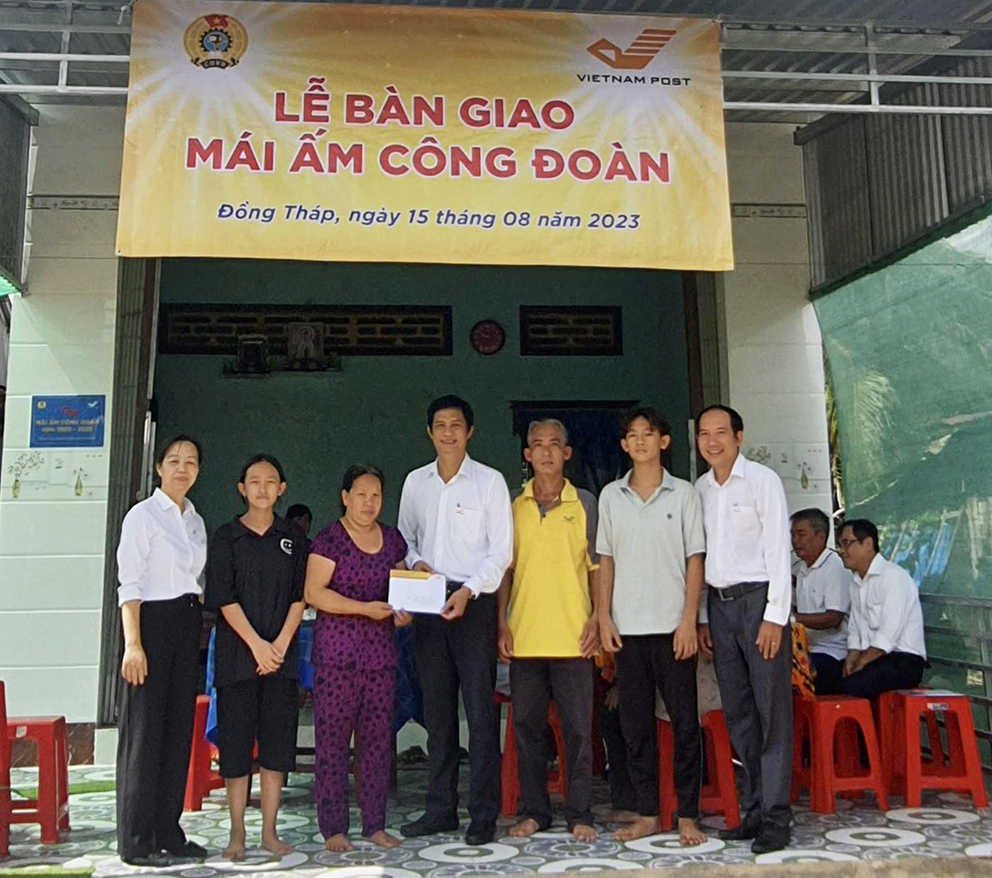 CĐVN
VIETNAM POST
LỄ BÀN GIAO
MÁI ẤM CÔNG ĐOÀN
Đồng Tháp, ngày 15 tháng 08 năm 2023
MÁI ẤM CÔNG ĐOÀN